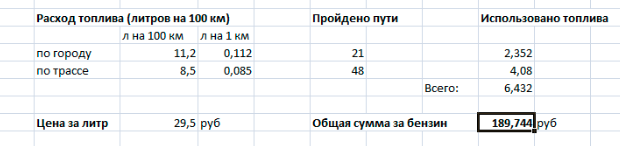 Расход топлива (литров на 100 км) Пройдено пути Использовано топлива
л на 100 км л на 1 км
по городу 11,2 0,112 21 2,352
по трассе 8,5 0,085 48 4,08
Всего: 6,432
Цена за литр 29,5 руб Общая сумма за бензин 189,744 руб